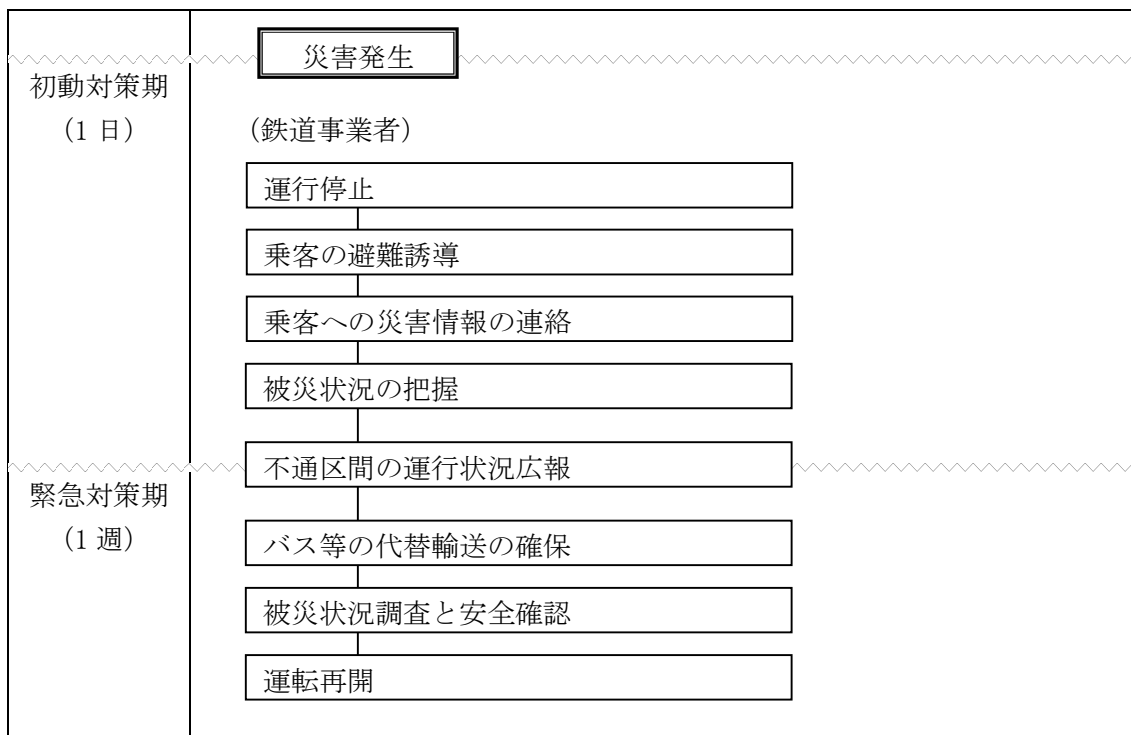 災害発生
初動対策期
(1 日)
(鉄道事業者)
運行停止
乗客の避難誘導
乗客への災害情報の連絡
被災状況の把握
不通区間の運行状況広報
緊急対策期
(1 週)
バス等の代替輸送の確保
被災状況調査と安全確認
運転再開